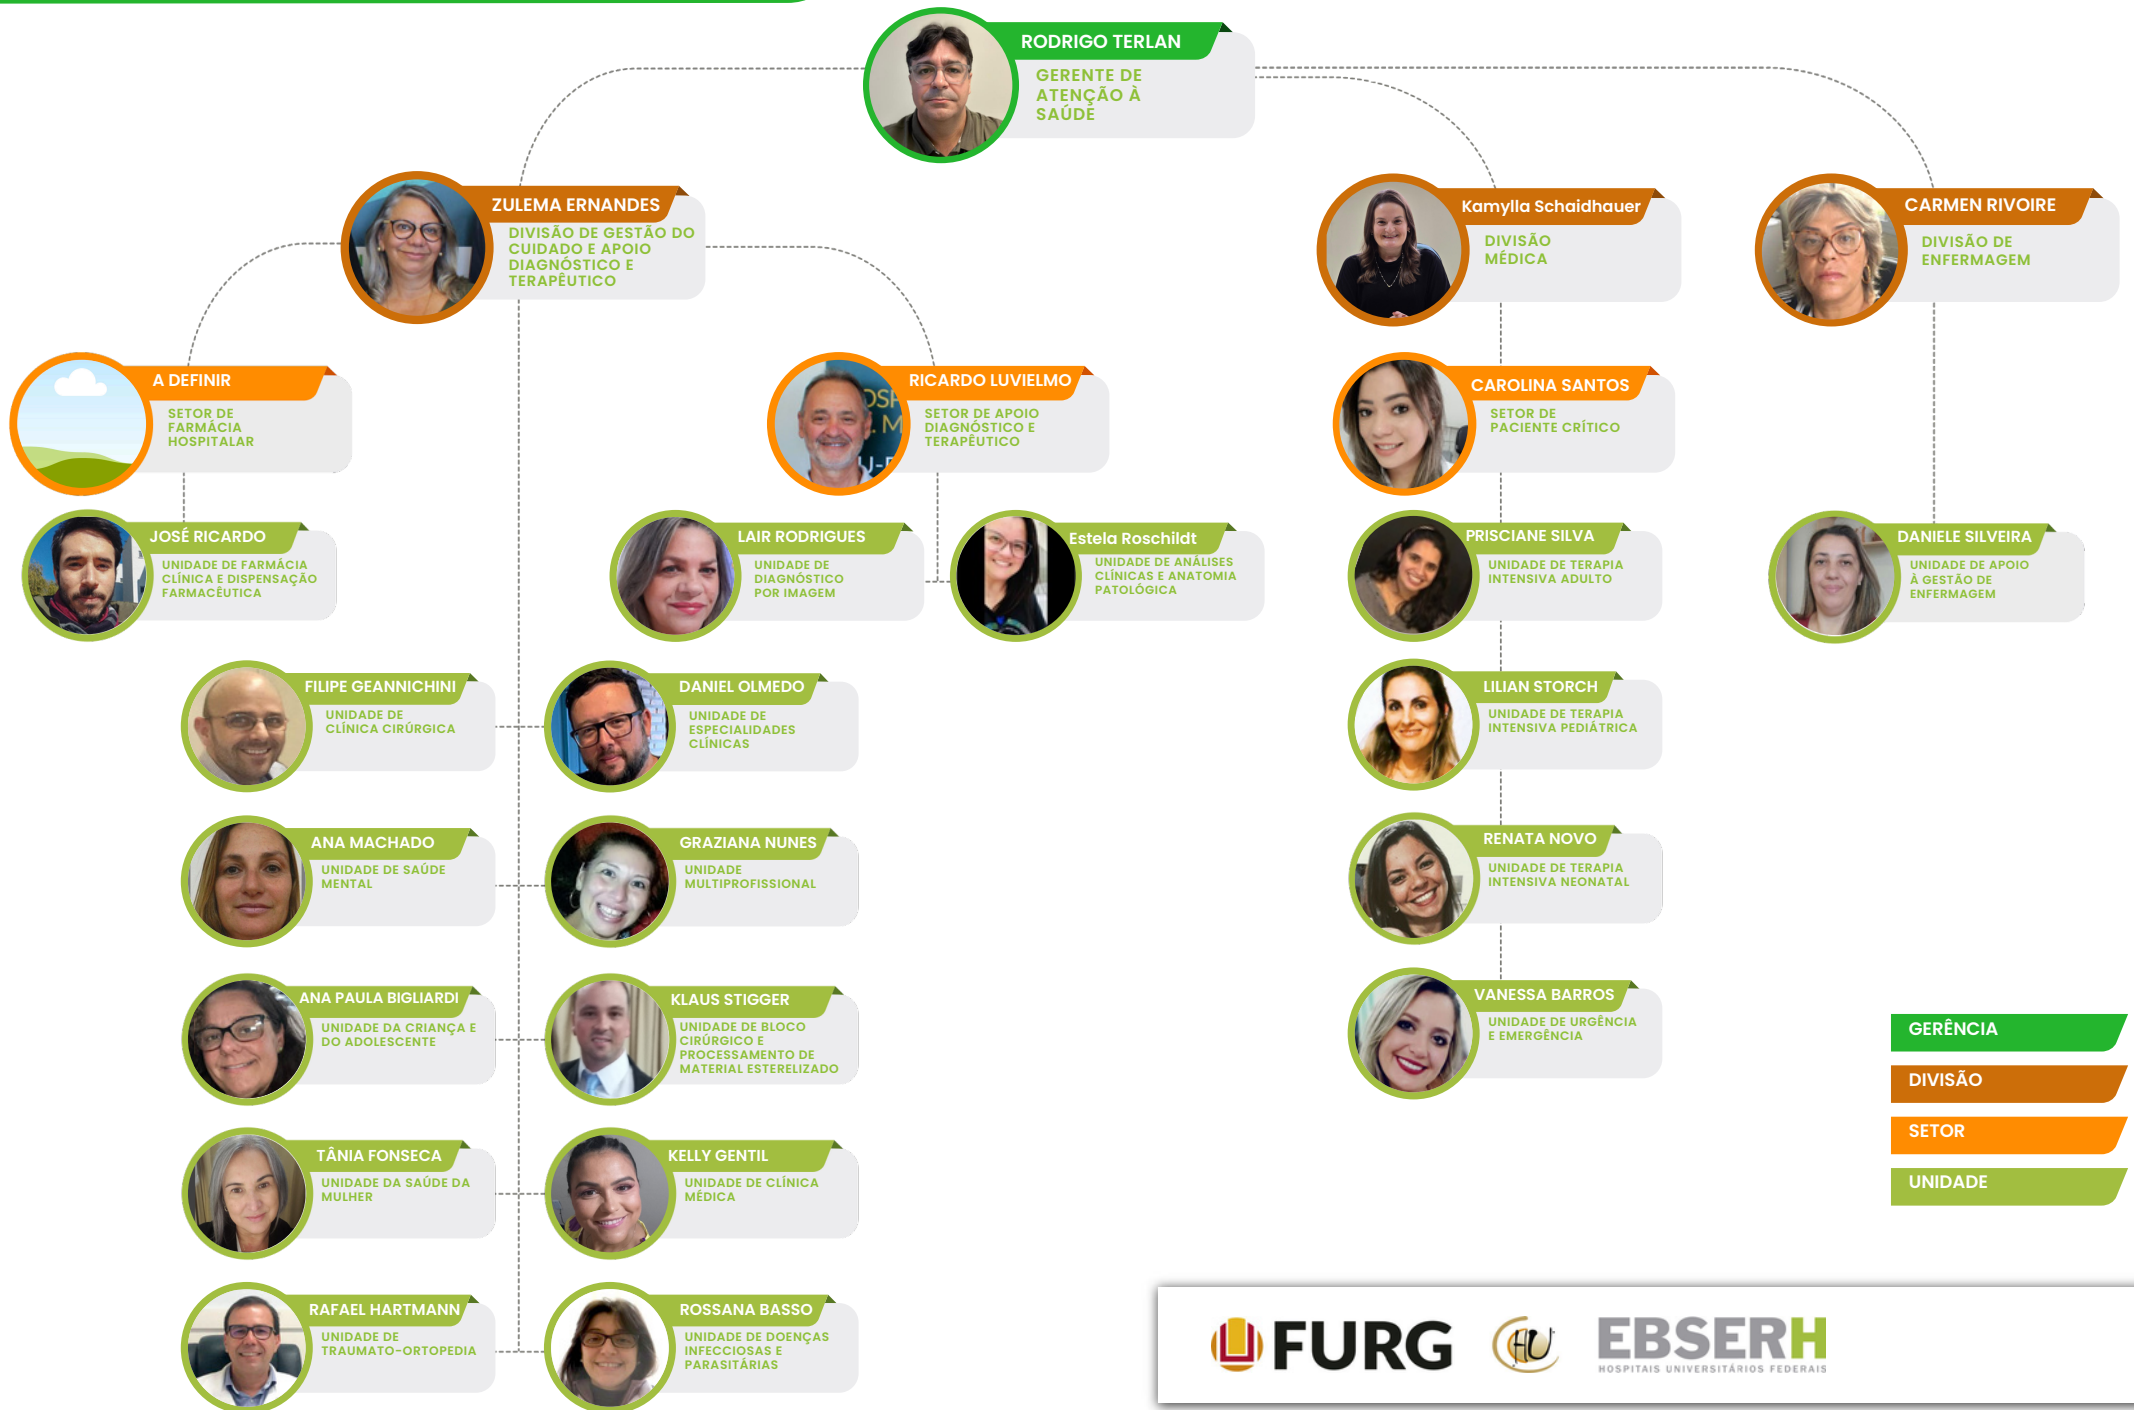 RODRIGO TERLAN
GERENTE DE
ATENÇÃO À
SAÚDE
ZULEMA ERNANDES
DIVISÃO DE GESTÃO DO
CUIDADO E APOIO
DIAGNÓSTICO E
TERAPÊUTICO
Kamylla Schaidhauer
DIVISÃO
MÉDICA
CARMEN RIVOIRE
DIVISÃO DE
ENFERMAGEM
A DEFINIR
SETOR DE
FARMÁCIA
HOSPITALAR
RICARDO LUVIELMO
SETOR DE APOIO
DIAGNÓSTICO E
TERAPÊUTICO
CAROLINA SANTOS
SETOR DE
PACIENTE CRÍTICO
JOSÉ RICARDO
UNIDADE DE FARMÁCIA
CLÍNICA E DISPENSAÇÃO
FARMACÊUTICA
LAIR RODRIGUES
UNIDADE DE
DIAGNÓSTICO
POR IMAGEM
Estela Roschildt
UNIDADE DE ANÁLISES
CLÍNICAS E ANATOMIA
PATOLÓGICA
PRISCIANE SILVA
UNIDADE DE TERAPIA
INTENSIVA ADULTO
DANIELE SILVEIRA
UNIDADE DE APOIO
À GESTÃO DE
ENFERMAGEM
FILIPE GEANNICHINI
UNIDADE DE
CLÍNICA CIRÚRGICA
DANIEL OLMEDO
UNIDADE DE
ESPECIALIDADES
CLÍNICAS
LILIAN STORCH
UNIDADE DE TERAPIA
INTENSIVA PEDIÁTRICA
ANA MACHADO
UNIDADE DE SAÚDE
MENTAL
GRAZIANA NUNES
UNIDADE
MULTIPROFISSIONAL
RENATA NOVO
UNIDADE DE TERAPIA
INTENSIVA NEONATAL
ANA PAULA BIGLIARDI
UNIDADE DA CRIANÇA E
DO ADOLESCENTE
KLAUS STIGGER
UNIDADE DE BLOCO
CIRÚRGICO E
PROCESSAMENTO DE
MATERIAL ESTERELIZADO
VANESSA BARROS
UNIDADE DE URGÊNCIA
E EMERGÊNCIA
TÂNIA FONSECA
UNIDADE DA SAÚDE DA
MULHER
KELLY GENTIL
UNIDADE DE CLÍNICA
MÉDICA
RAFAEL HARTMANN
UNIDADE DE
TRAUMATO-ORTOPEDIA
ROSSANA BASSO
UNIDADE DE DOENÇAS
INFECCIOSAS E
PARASITÁRIAS
GERÊNCIA
DIVISÃO
SETOR
UNIDADE
FURG
HU
EBSERH
HOSPITAIS UNIVERSITÁRIOS FEDERAIS